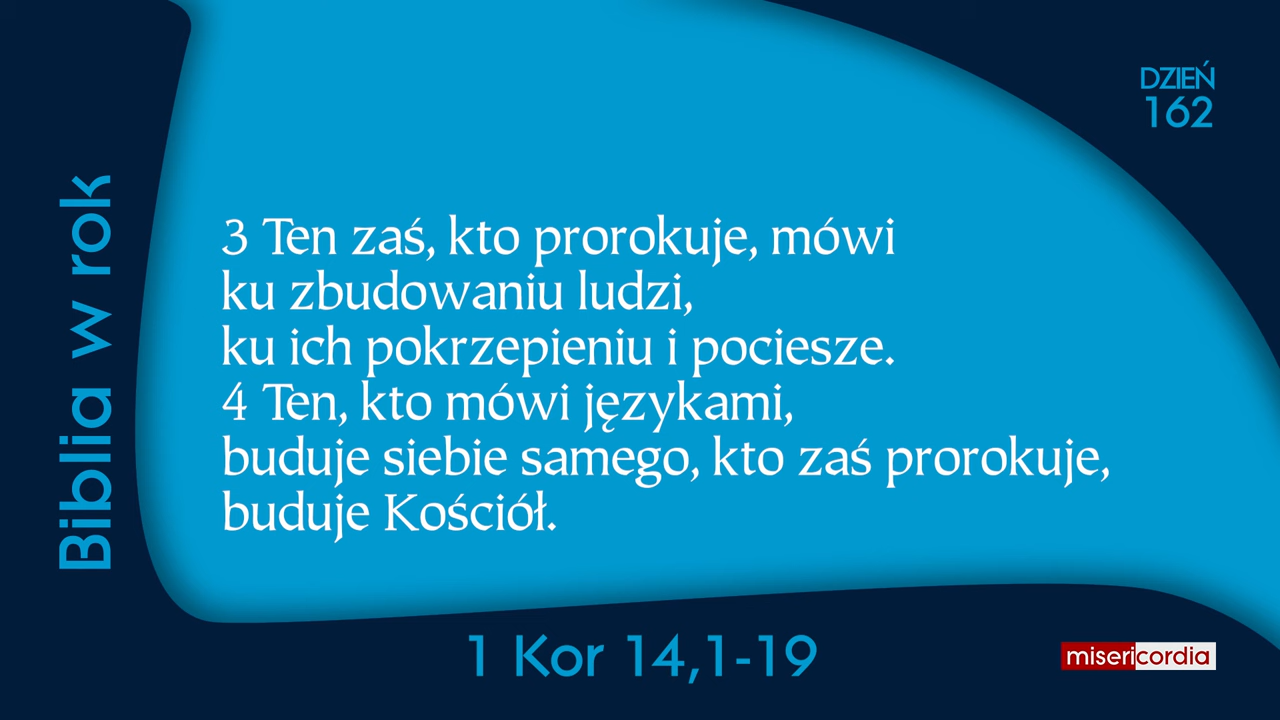 DZIEŃ
162
Biblia w rok
3 Ten zaś, kto prorokuje, mówi
ku zbudowaniu ludzi,
ku ich pokrzepieniu i pociesze.
4 Ten, kto mówi językami,
buduje siebie samego, kto zaś prorokuje,
buduje Kościół.
1 Kor 14,1-19
misericordia